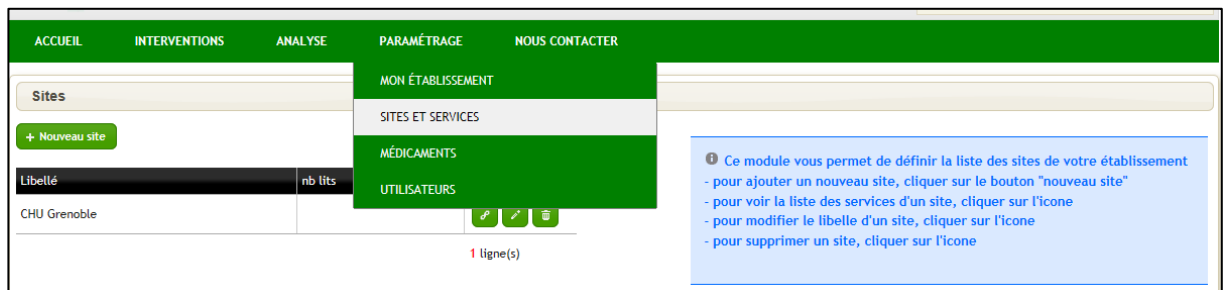 ACCUEIL INTERVENTIONS ANALYSE PARAMÉTRAGE NOUS CONTACTER
MON ÉTABLISSEMENT
SITES ET SERVICES
MÉDICAMENTS
UTILISATEURS
Sites
+ Nouveau site
Libellé nb lits
CHU Grenoble
1 ligne(s)
Ce module vous permet de définir la liste des sites de votre établissement
- pour ajouter un nouveau site, cliquer sur le bouton "nouveau site"
- pour voir la liste des services d'un site, cliquer sur l'icone
- pour modifier le libelle d'un site, cliquer sur l'icone
- pour supprimer un site, cliquer sur l'icone